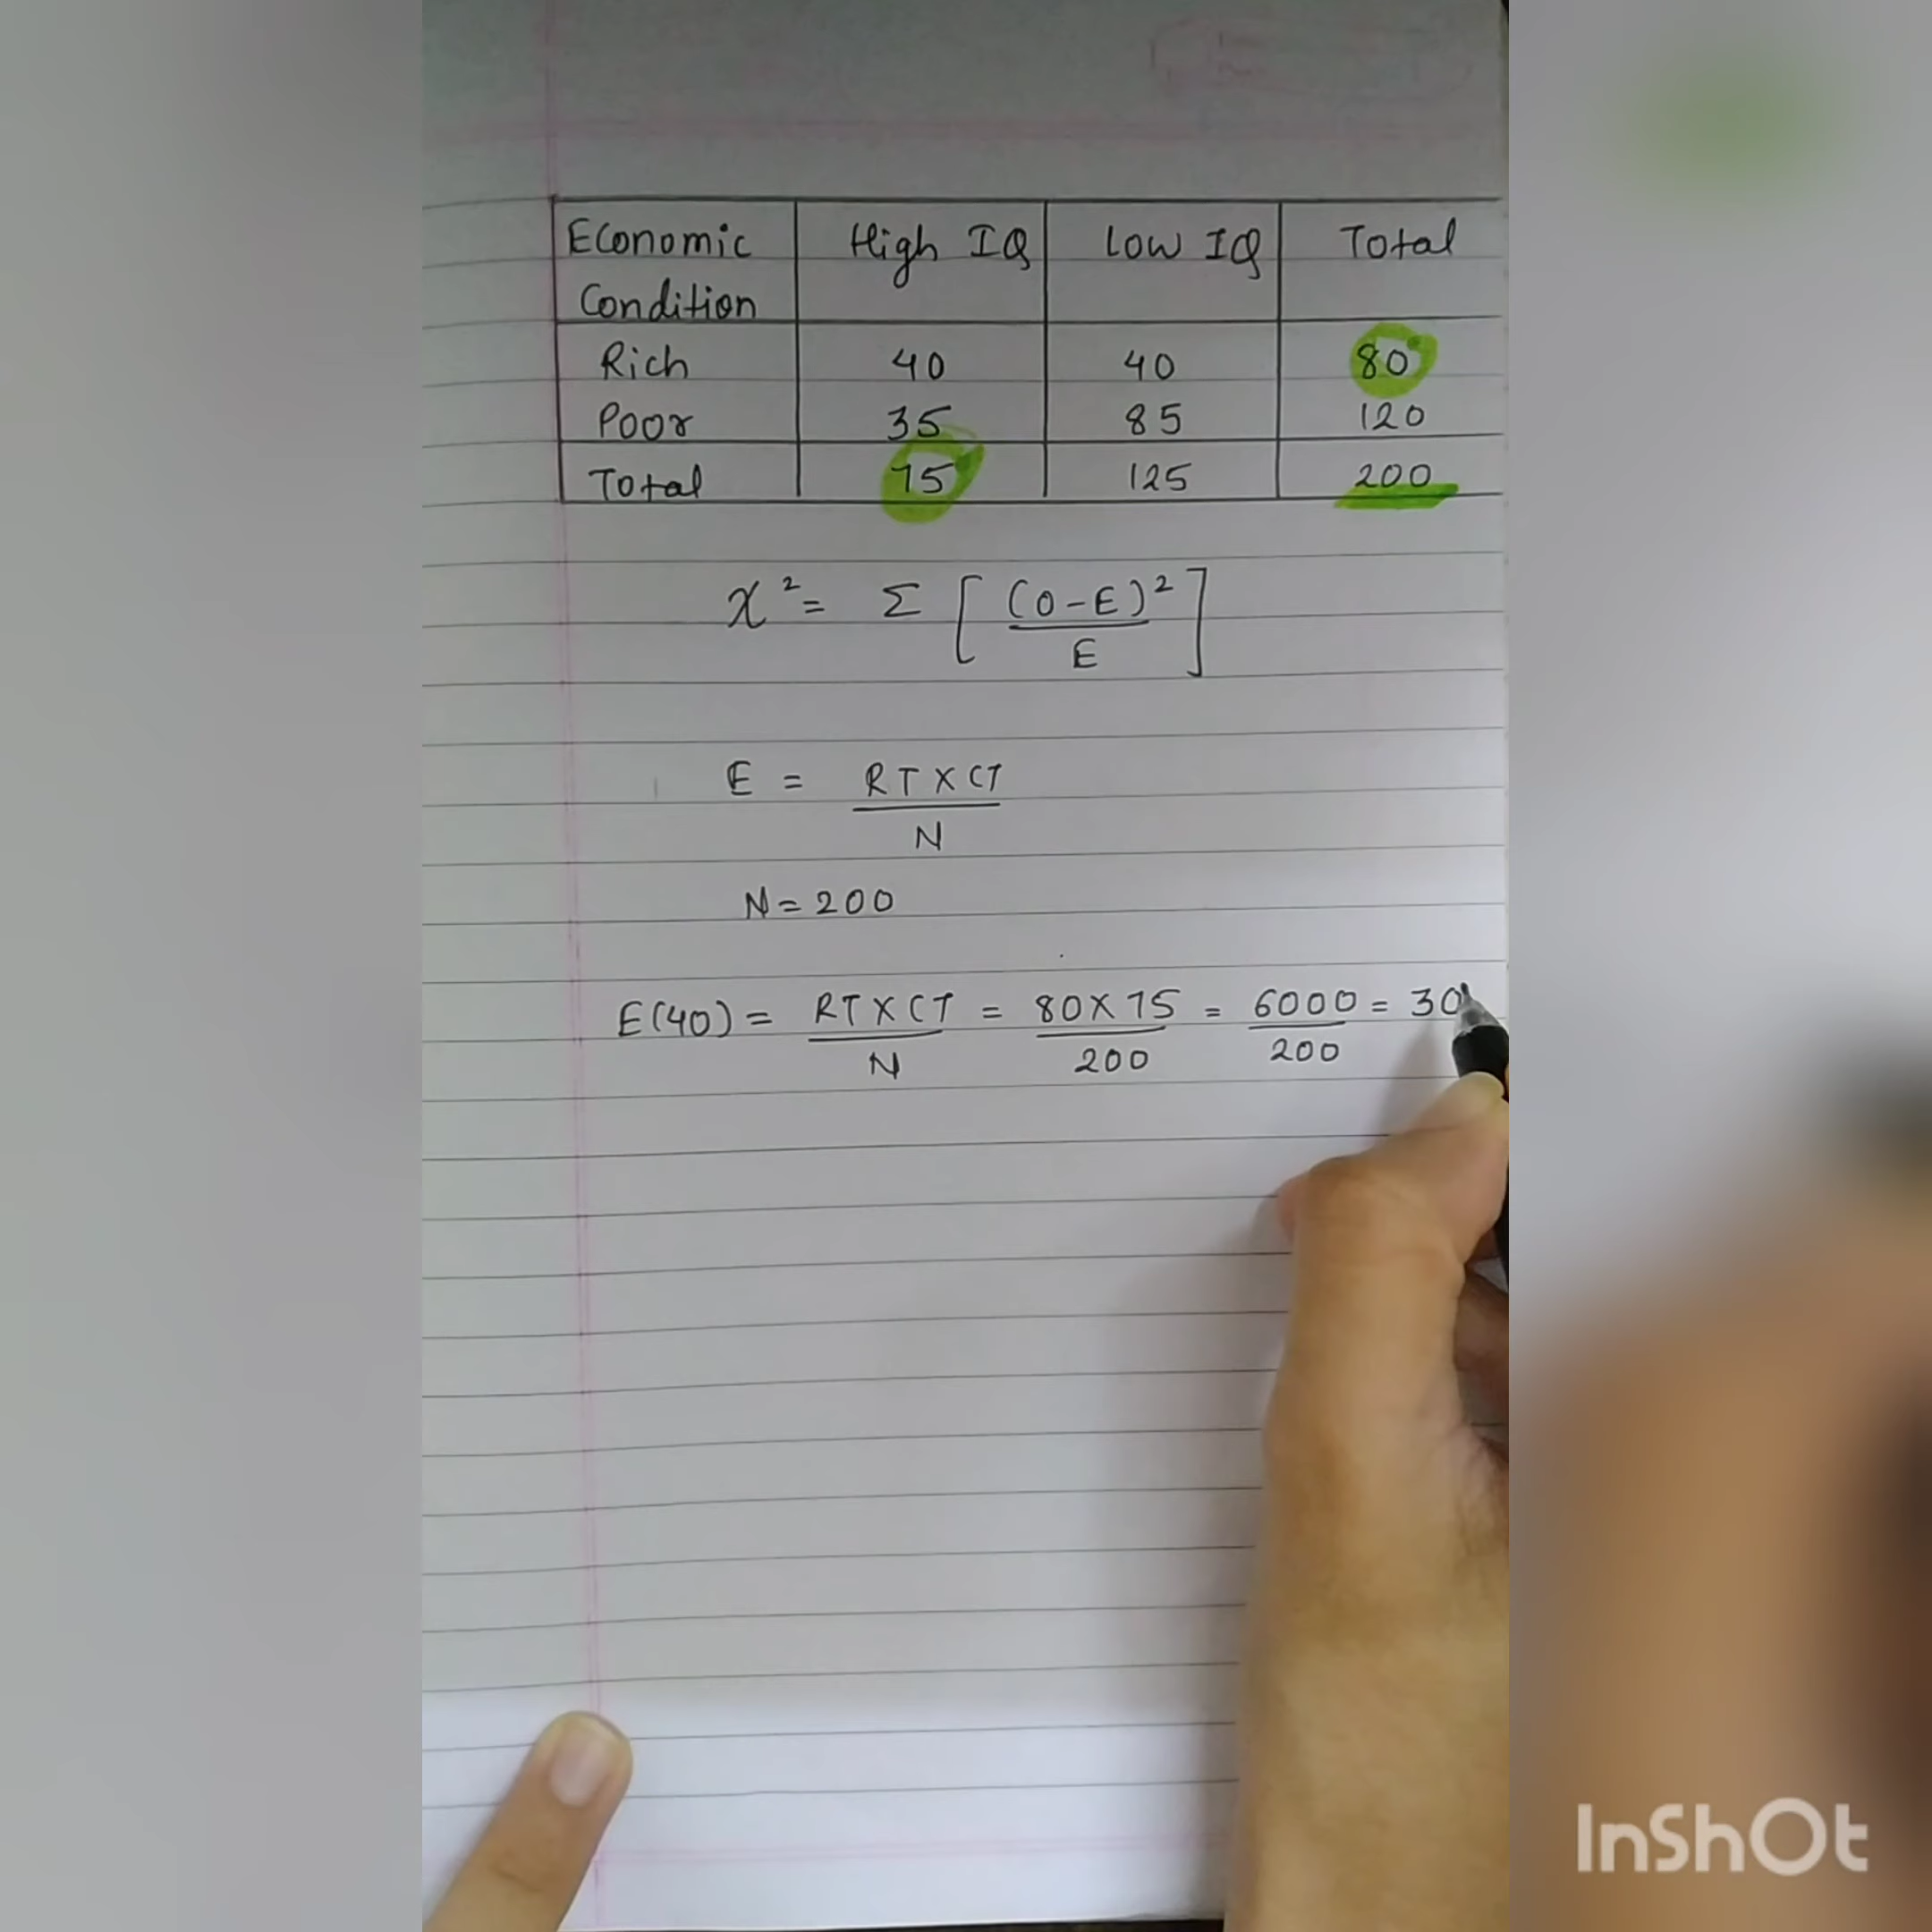 Economic Condition High IQ Low IQ Total
Rich 40 40 80
Poor 35 85 120
Total 75 125 200
χ² = Σ [ (O-E)² / E ]
E = RT X CT / N
N = 200
E(40) = RT X CT / N = 80 X 75 / 200 = 6000 / 200 = 30
InShOt